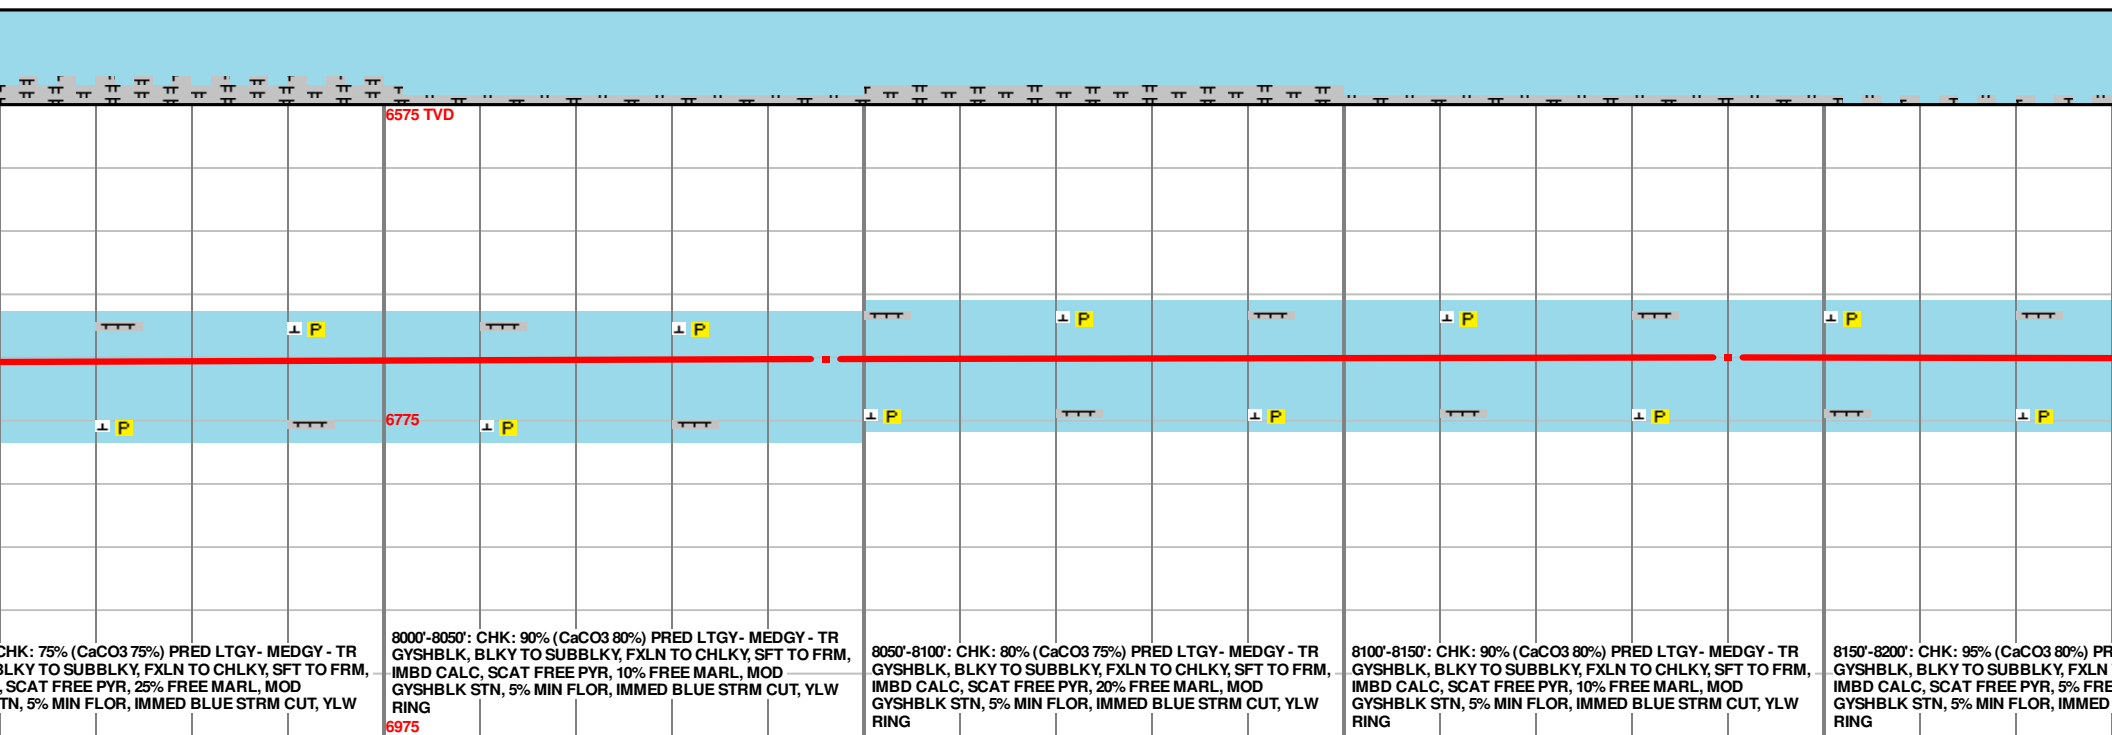 6575 TVD
P
P
P
P
P
P
6775
P
P
P
P
P
P
CHK: 75% (CaCO3 75%) PRED LTGY- MEDGY - TR
BLKY TO SUBBLKY, FXLN TO CHLKY, SFT TO FRM,
, SCAT FREE PYR, 25% FREE MARL, MOD
TN, 5% MIN FLOR, IMMED BLUE STRM CUT, YLW
8000'-8050': CHK: 90% (CaCO3 80%) PRED LTGY- MEDGY - TR
GYSHBLK, BLKY TO SUBBLKY, FXLN TO CHLKY, SFT TO FRM,
IMBD CALC, SCAT FREE PYR, 10% FREE MARL, MOD
GYSHBLK STN, 5% MIN FLOR, IMMED BLUE STRM CUT, YLW
RING
8050'-8100': CHK: 80% (CaCO3 75%) PRED LTGY- MEDGY - TR
GYSHBLK, BLKY TO SUBBLKY, FXLN TO CHLKY, SFT TO FRM,
IMBD CALC, SCAT FREE PYR, 20% FREE MARL, MOD
GYSHBLK STN, 5% MIN FLOR, IMMED BLUE STRM CUT, YLW
RING
8100'-8150': CHK: 90% (CaCO3 80%) PRED LTGY- MEDGY - TR
GYSHBLK, BLKY TO SUBBLKY, FXLN TO CHLKY, SFT TO FRM,
IMBD CALC, SCAT FREE PYR, 10% FREE MARL, MOD
GYSHBLK STN, 5% MIN FLOR, IMMED BLUE STRM CUT, YLW
RING
8150'-8200': CHK: 95% (CaCO3 80%) PR
GYSHBLK, BLKY TO SUBBLKY, FXLN
IMBD CALC, SCAT FREE PYR, 5% FRE
GYSHBLK STN, 5% MIN FLOR, IMMED
RING
6975